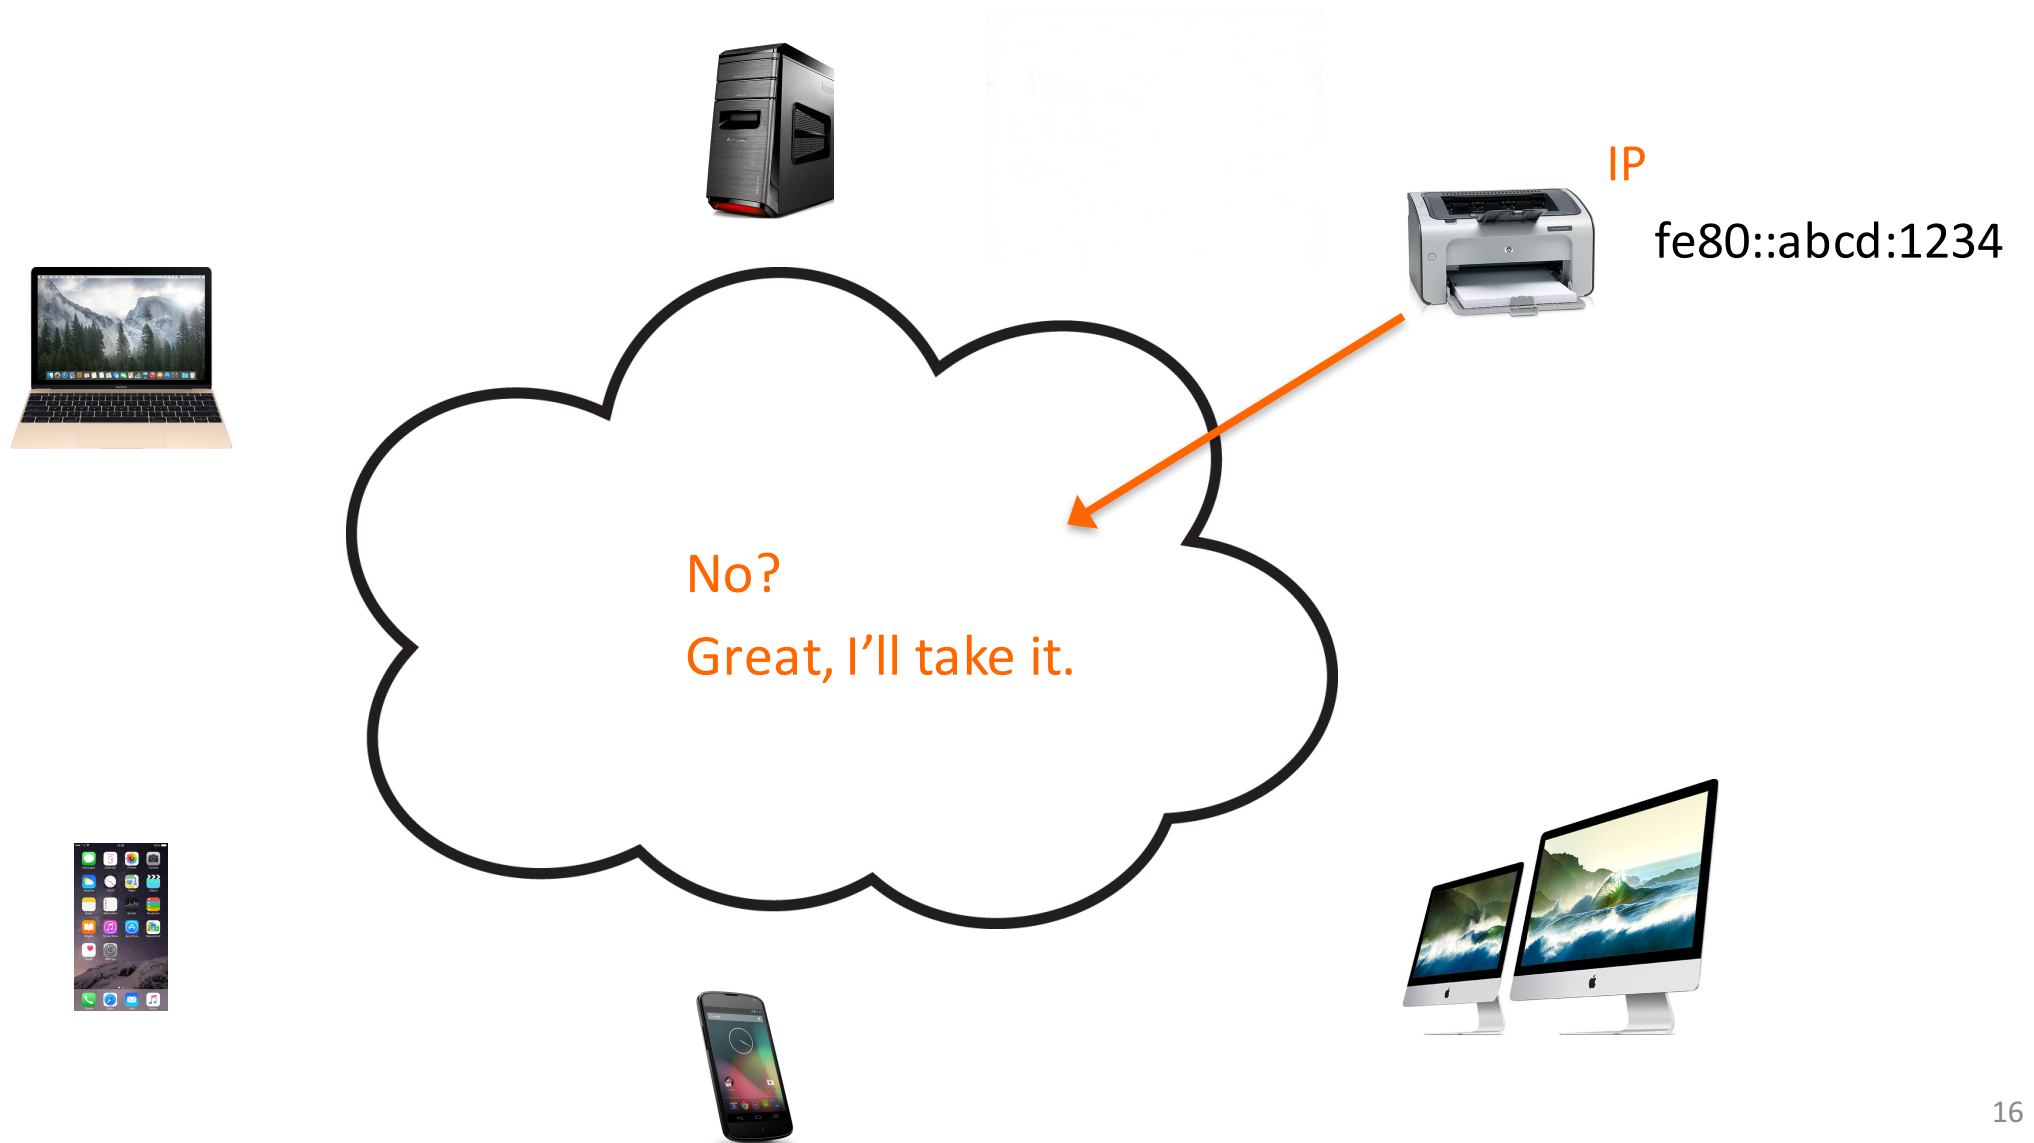 IP
fe80::abcd:1234
No?
Great, I’ll take it.
16